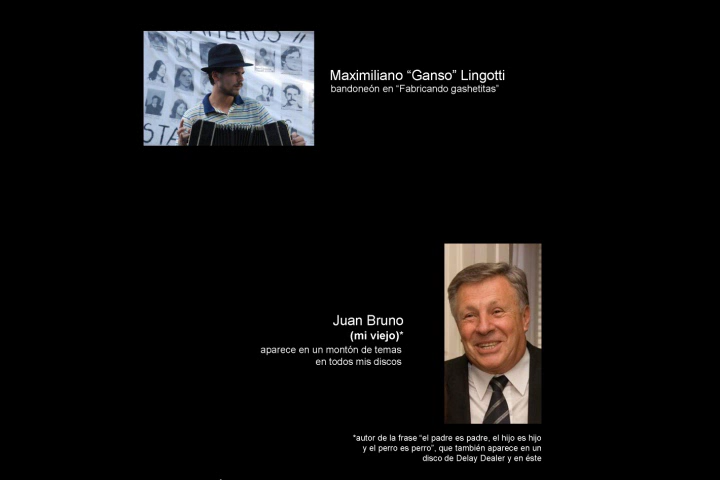 Maximiliano “Ganso” Lingotti
bandoneón en “Fabricando gashetitas”
Juan Bruno
(mi viejo)*
aparece en un montón de temas
en todos mis discos
*autor de la frase “el padre es padre, el hijo es hijo
y el perro es perro”, que también aparece en un
disco de Delay Dealer y en éste